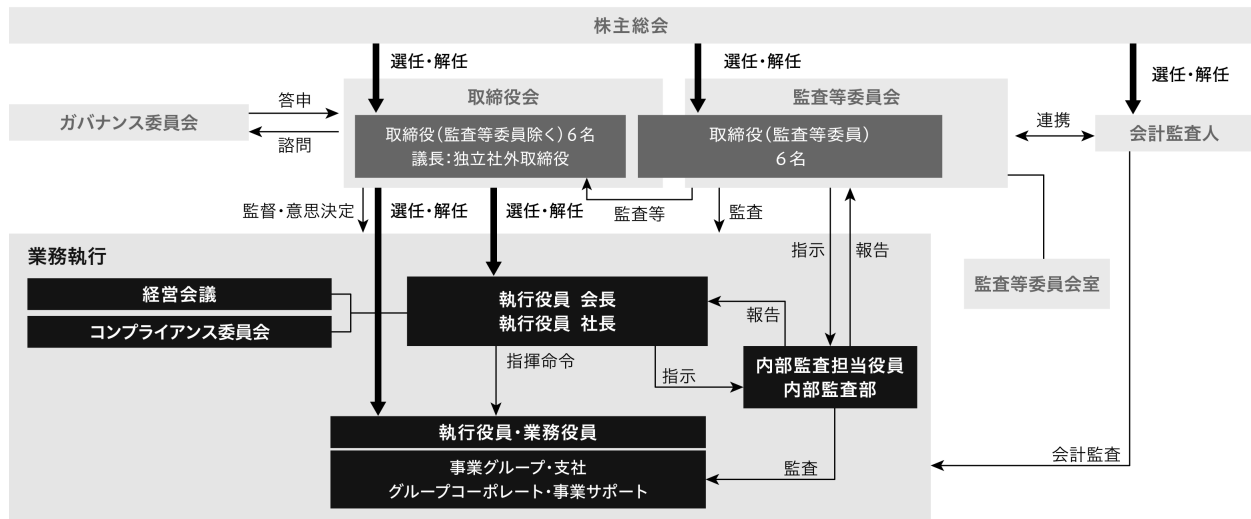 株主総会
選任・解任
選任・解任
選任・解任
取締役会
監査等委員会
ガバナンス委員会
答申
諮問
取締役（監査等委員除く）６名
議長：独立社外取締役
取締役（監査等委員）
６名
連携
会計監査人
監督・意思決定
選任・解任
選任・解任
監査等
監査
指示
報告
業務執行
経営会議
コンプライアンス委員会
執行役員 会長
執行役員 社長
監査等委員会室
報告
指揮命令
指示
内部監査担当役員
内部監査部
執行役員・業務役員
事業グループ・支社
グループコーポレート・事業サポート
監査
会計監査